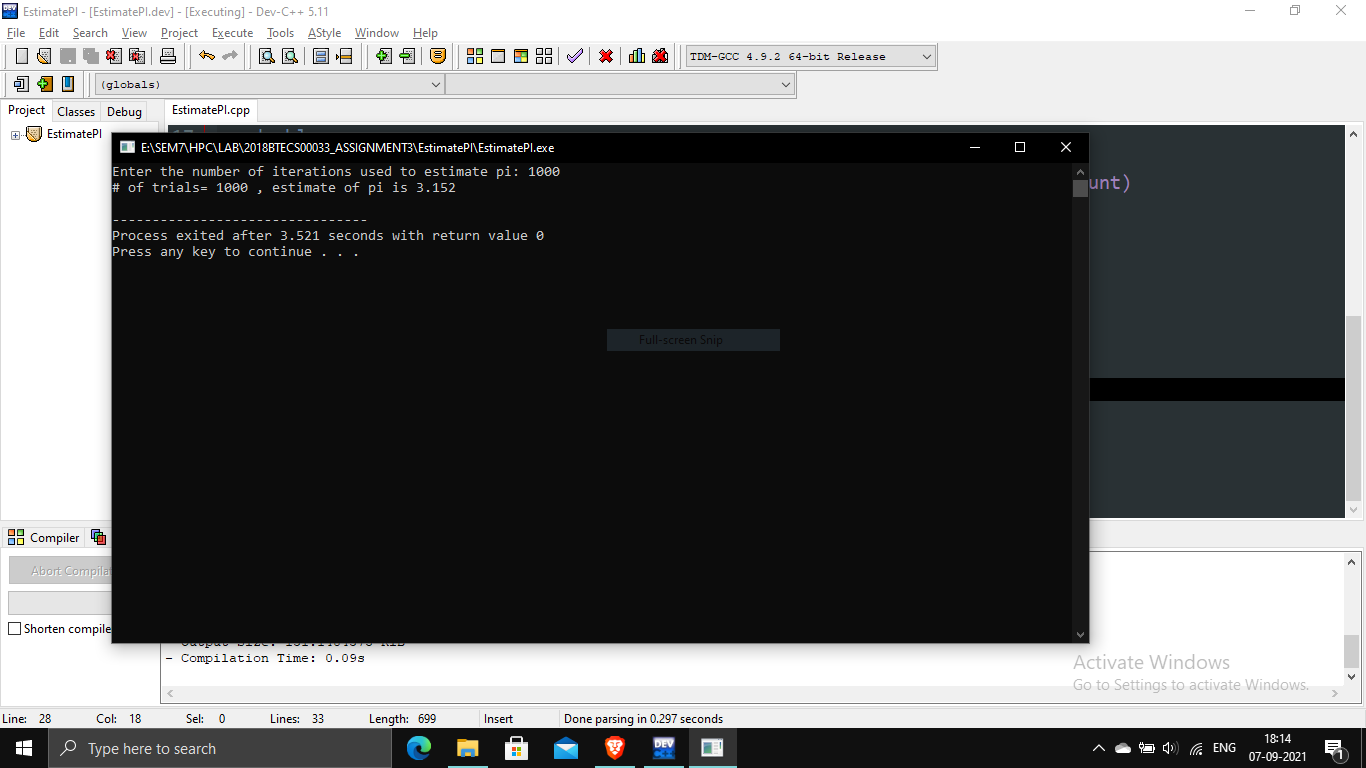 EstimatePI - [EstimatePI.dev] - [Executing] - Dev-C++ 5.11
File Edit Search View Project Execute Tools AStyle Window Help
TDM-GCC 4.9.2 64-bit Release
(globals)
Project Classes Debug EstimatePI.cpp
EstimatePI
E:\SEM7\HPC\LAB\2018BTECS00033_ASSIGNMENT3\EstimatePI\EstimatePI.exe
Enter the number of iterations used to estimate pi: 1000
# of trials= 1000 , estimate of pi is 3.152
--------------------------------
Process exited after 3.521 seconds with return value 0
Press any key to continue . . .
unt)
Full-screen Snip
Compiler
Abort Compilat
Shorten compile
- Compilation Time: 0.09s
Activate Windows
Go to Settings to activate Windows.
Line: 28 Col: 18 Sel: 0 Lines: 33 Length: 699 Insert Done parsing in 0.297 seconds
Type here to search
DEV
ENG
18:14
07-09-2021
1